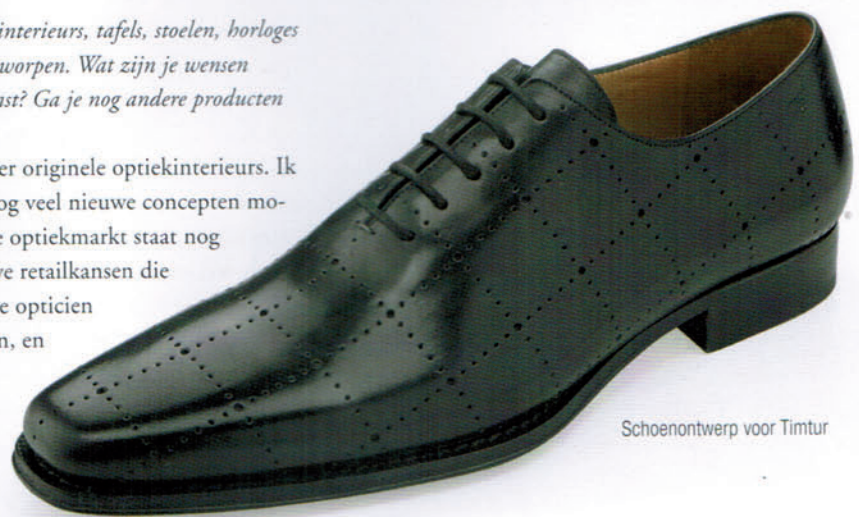 interieurs, tafels, stoelen, horloges
worpen. Wat zijn je wensen
nst? Ga je nog andere producten
er originele optiekinterieurs. Ik
og veel nieuwe concepten mo-
e optiekmarkt staat nog
ve retailkansen die
e opticien
n, en
Schoenontwerp voor Timtur